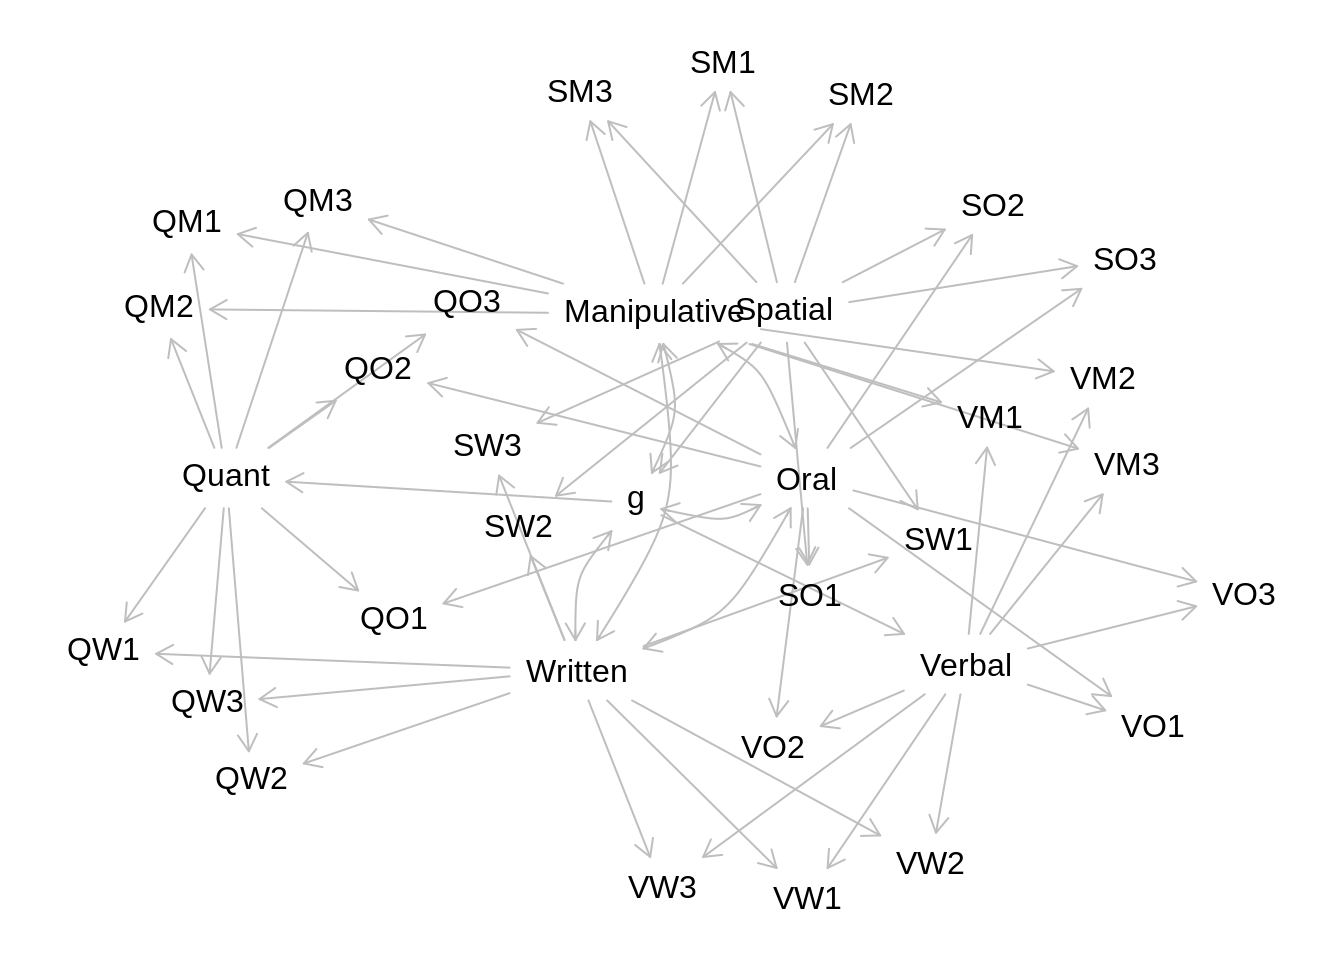 SM1
SM3
SM2
QM3
SO2
QM1
SO3
QM2
QO3
Manipulative
Spatial
QO2
VM2
VM1
SW3
VM3
Quant
Oral
g
SW2
SW1
SO1
VO3
QO1
QW1
Written
Verbal
QW3
VO1
VO2
QW2
VW2
VW3
VW1